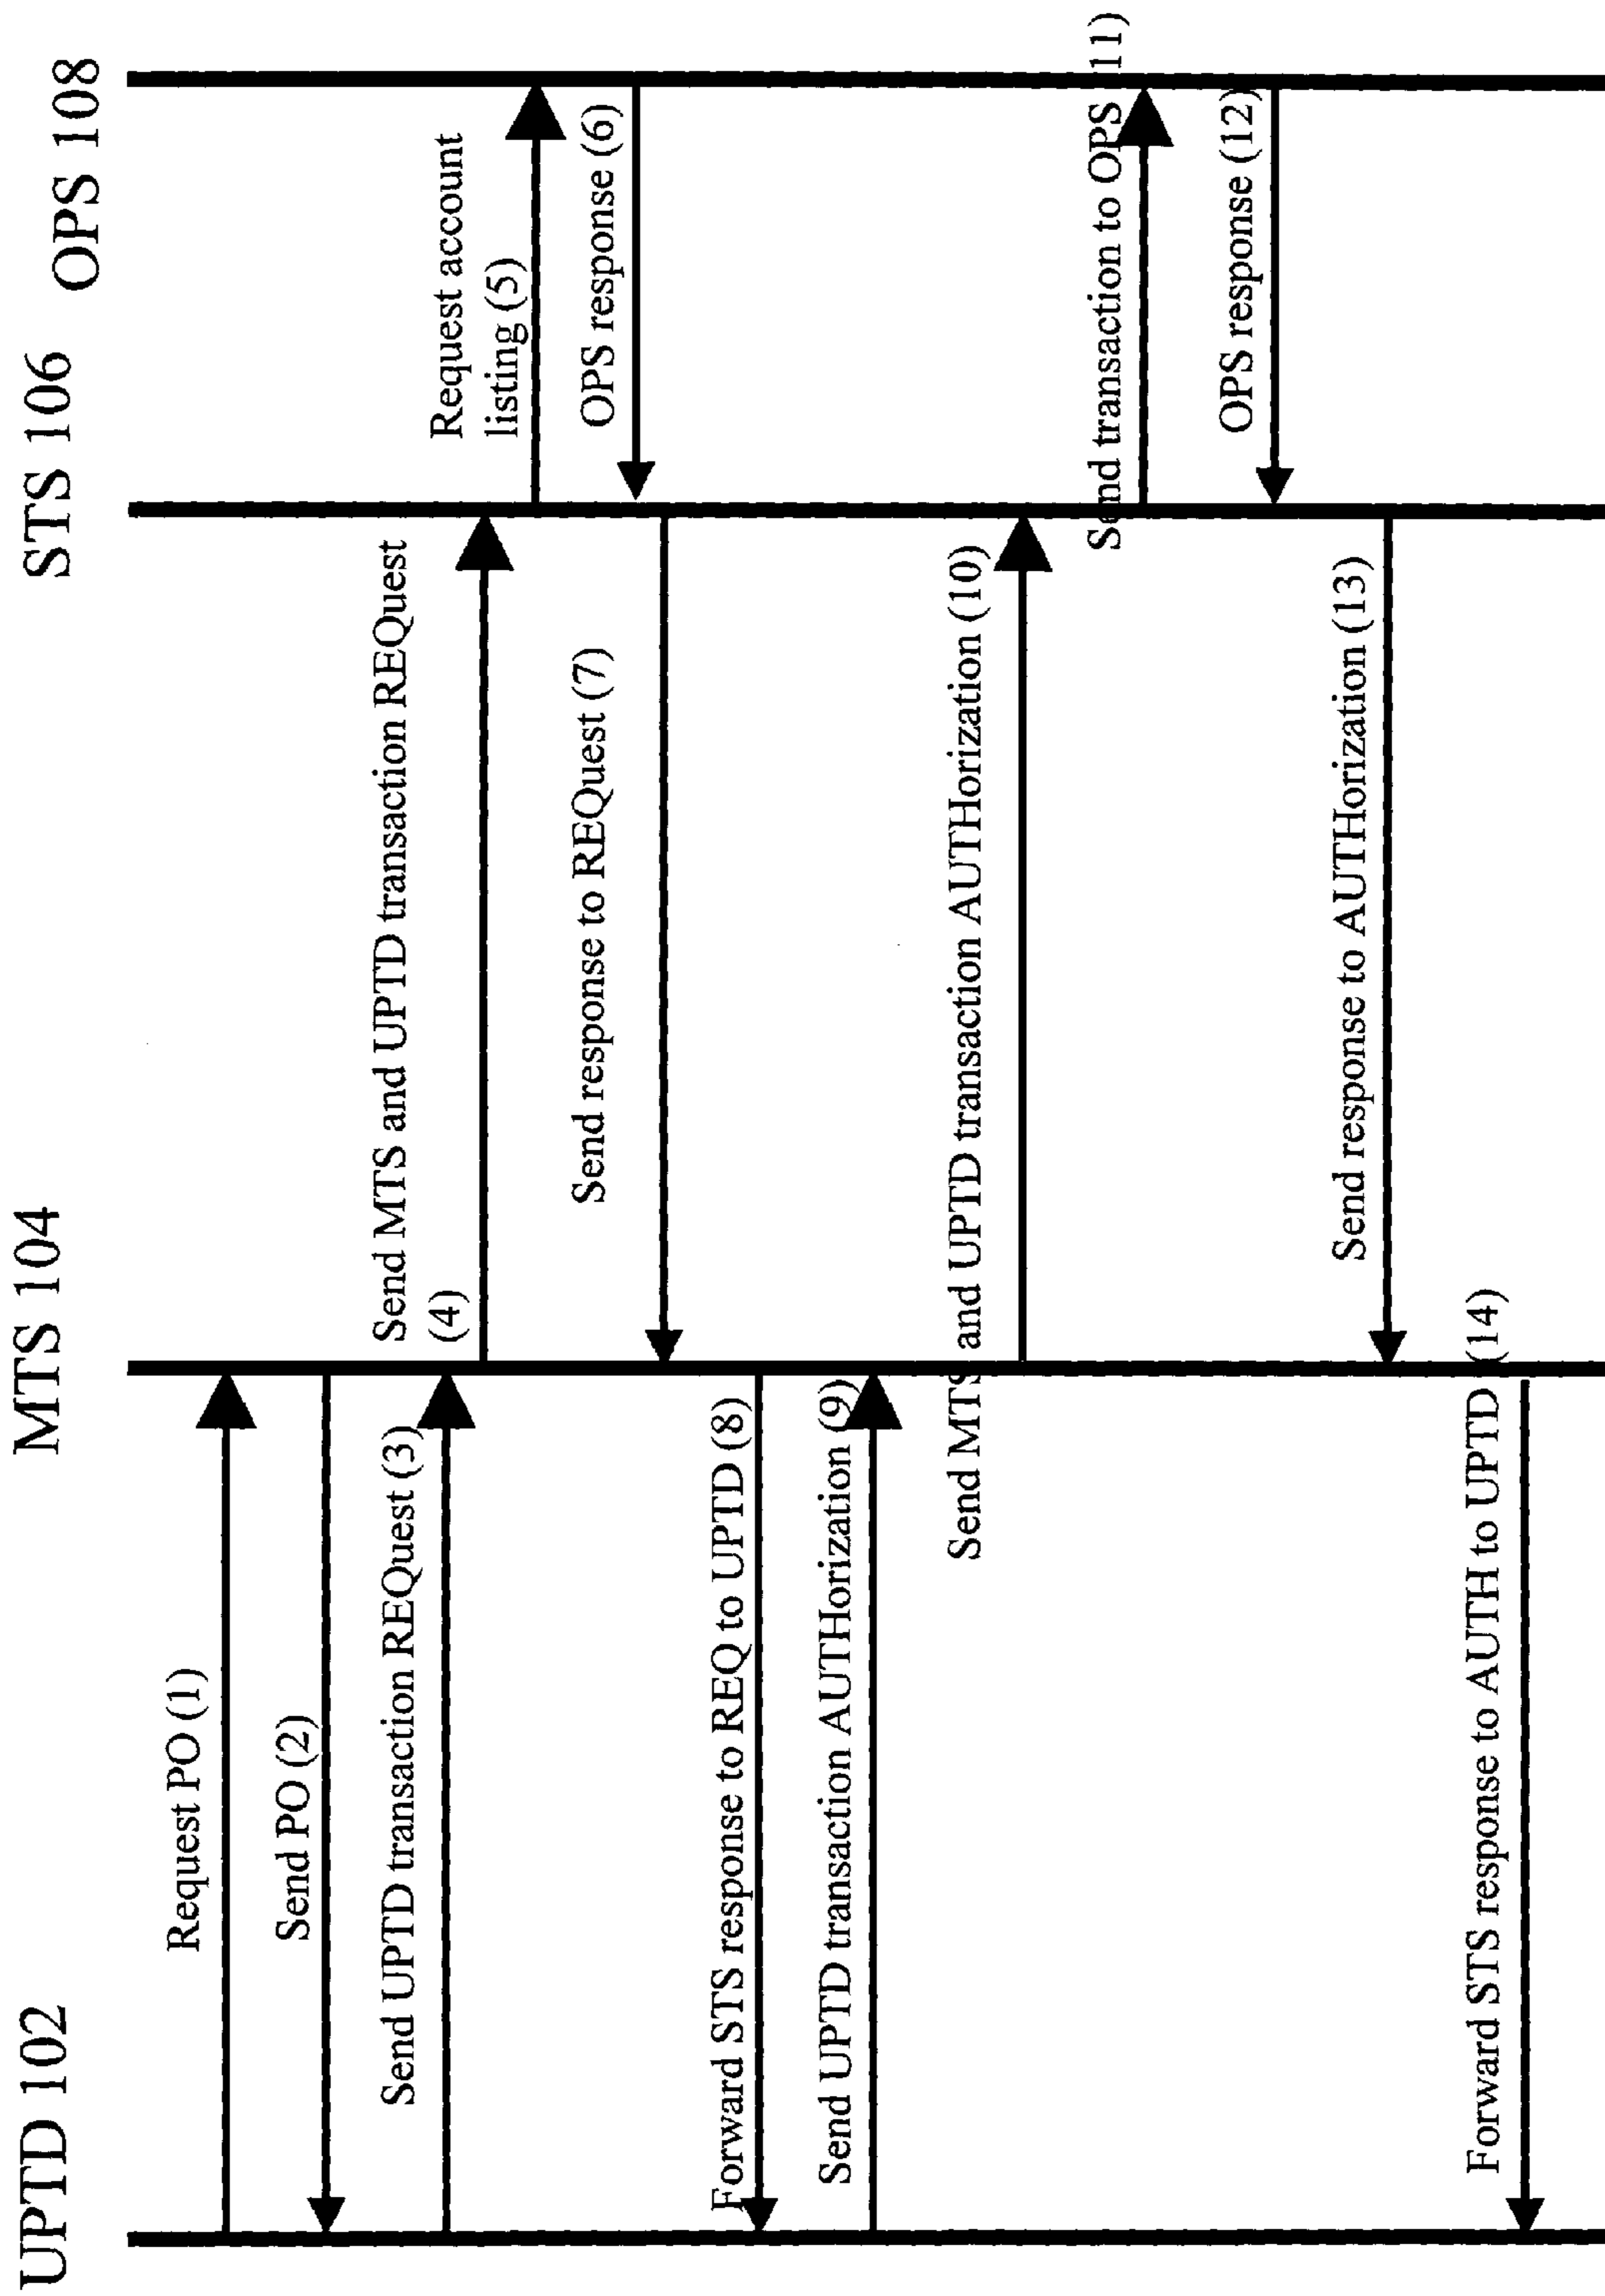 UPTD 102
MTS 104
STS 106
OPS 108
Request PO (1)
Send PO (2)
Send UPTD transaction REQuest (3)
Send MTS and UPTD transaction REQuest
(4)
Request account
listing (5)
OPS response (6)
Send response to REQuest (7)
Forward STS response to REQ to UPTD (8)
Send UPTD transaction AUTHorization (9)
Send MTS and UPTD transaction AUTHorization (10)
Send transaction to OPS (11)
OPS response (12)
Send response to AUTHorization (13)
Forward STS response to AUTH to UPTD (14)